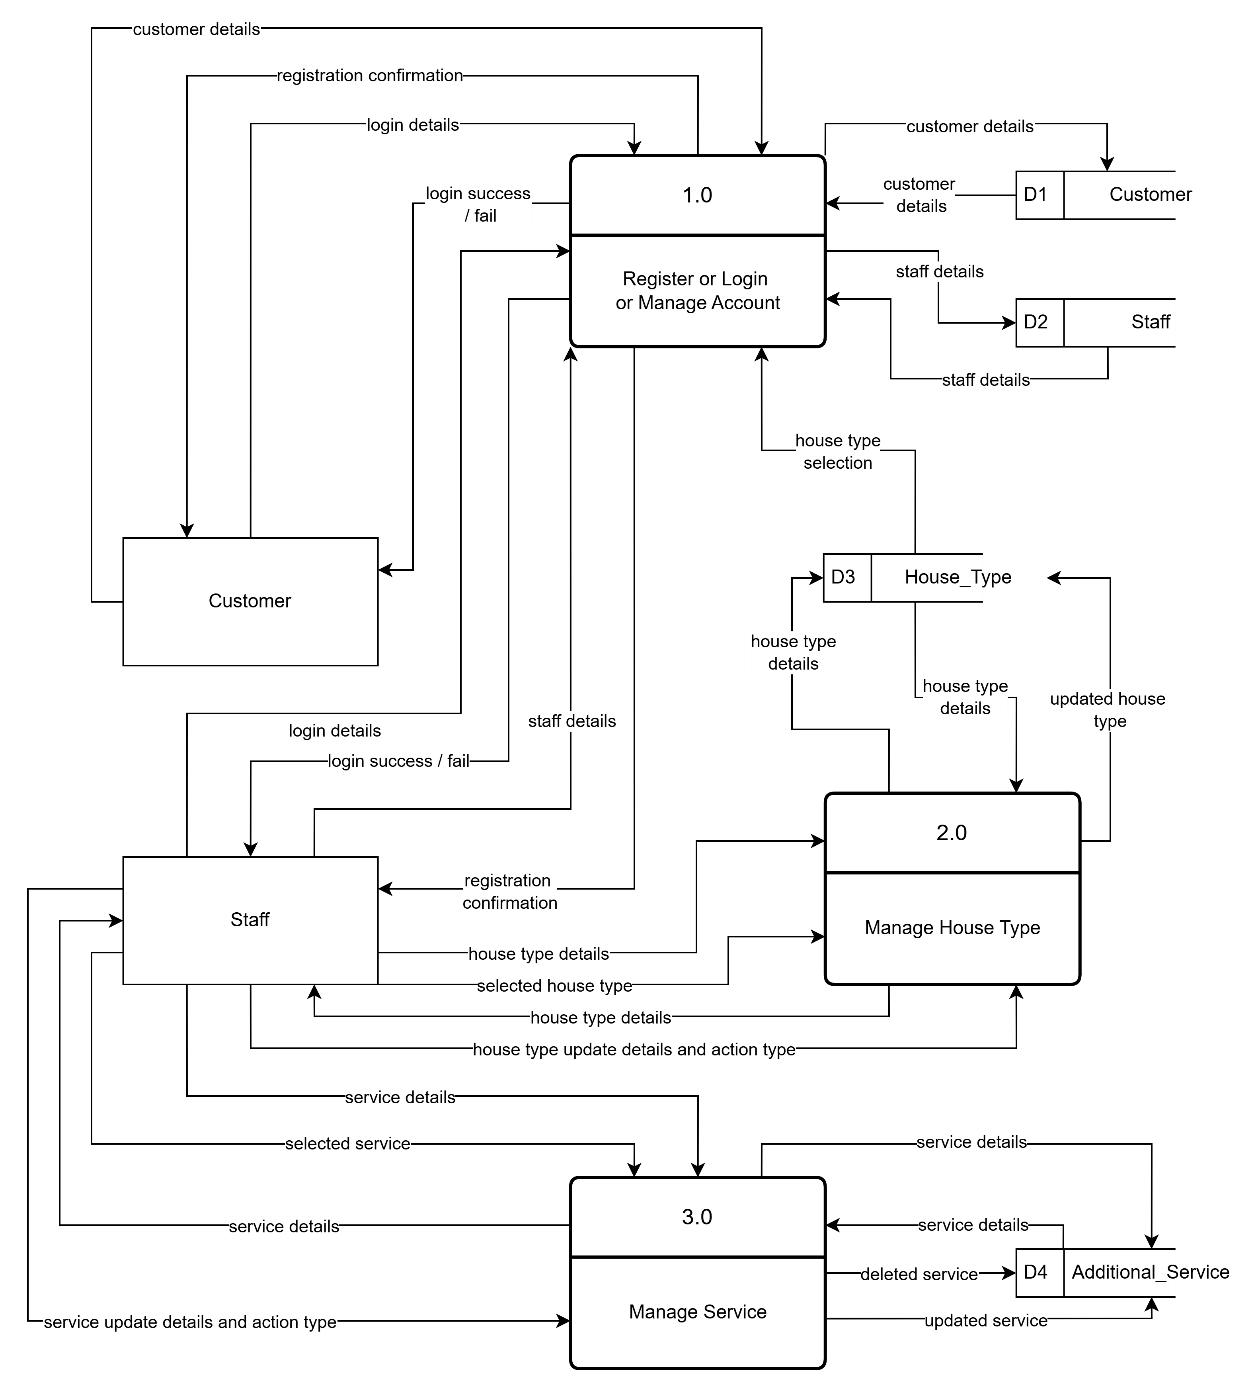 customer details
registration confirmation
login details
customer details
login success
/ fail
1.0
customer
details
D1
Customer
Register or Login
or Manage Account
staff details
D2
Staff
staff details
house type
selection
D3
House_Type
Customer
house type
details
house type
details
updated house
type
staff details
login details
login success / fail
2.0
registration
confirmation
Staff
Manage House Type
house type details
selected house type
house type details
house type update details and action type
service details
selected service
service details
3.0
service details
service details
deleted service
D4
Additional_Service
Manage Service
service update details and action type
updated service